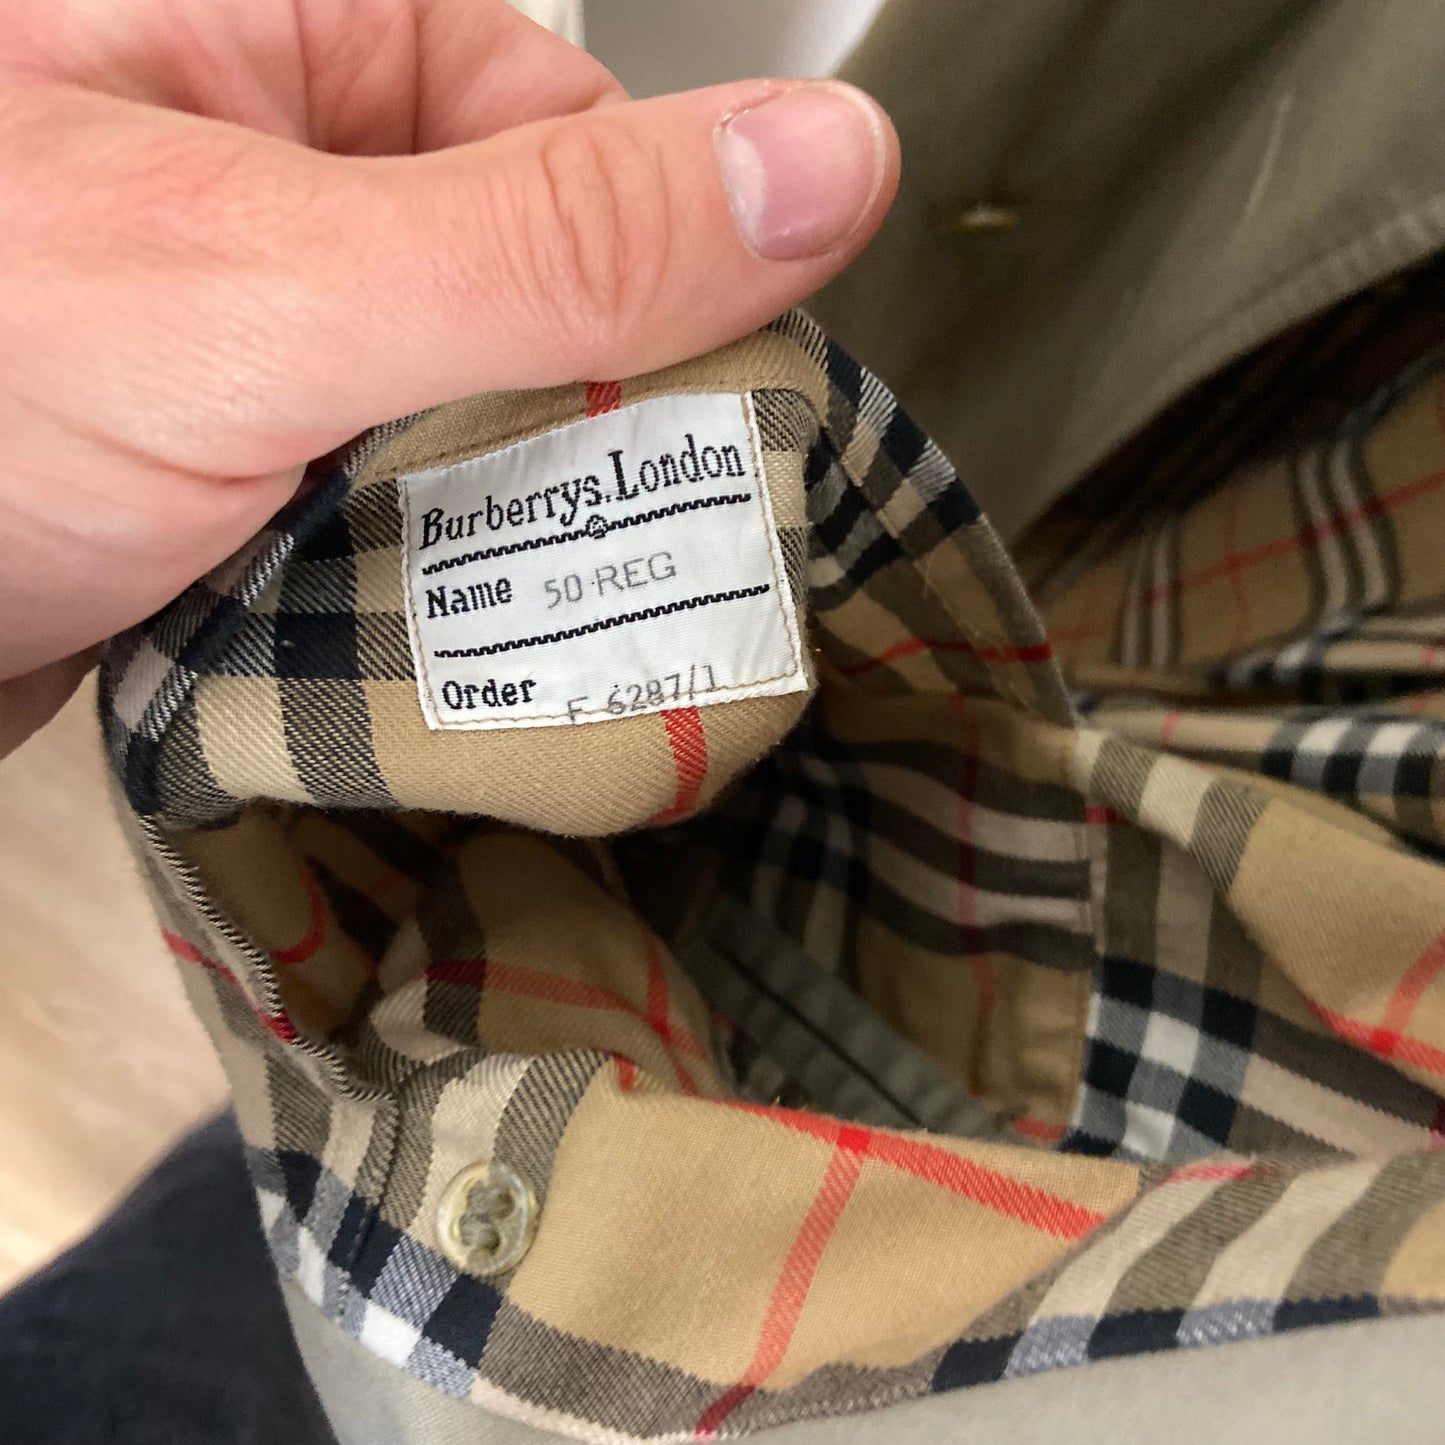 Burberrys. London
Name 50 REG
Order F 6287/1